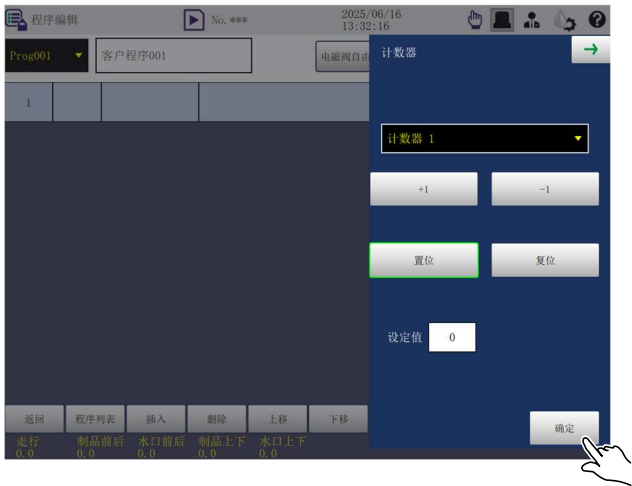 程序编辑
No. ***
2025/06/16
13:32:16
?
Prog001
客户程序001
电磁阀自由
计数器
1
计数器 1
+1
-1
置位
复位
设定值
0
返回
程序列表
插入
删除
上移
下移
确定
走行 制品前后 水口前后 制品上下 水口上下
0.0 0.0 0.0 0.0 0.0